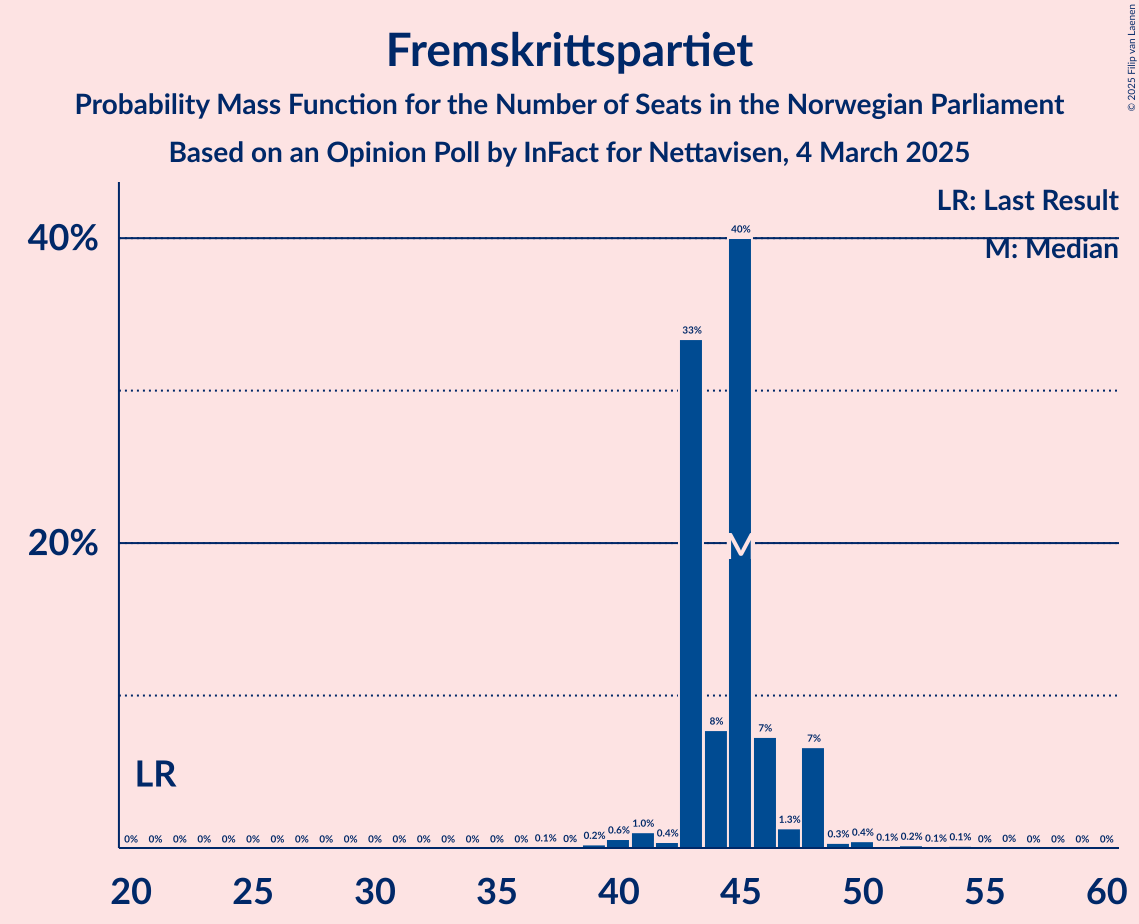 Fremskrittspartiet
Probability Mass Function for the Number of Seats in the Norwegian Parliament
Based on an Opinion Poll by InFact for Nettavisen, 4 March 2025
© 2025 Filip van Laenen
LR: Last Result
M: Median
40%
20%
40%
33%
M
8%
7%
7%
LR
0% 0% 0% 0% 0% 0% 0% 0% 0% 0% 0% 0% 0% 0% 0% 0% 0% 0.1% 0% 0.2% 0.6% 1.0% 0.4% 1.3% 0.3% 0.4% 0.1% 0.2% 0.1% 0.1% 0% 0% 0% 0% 0% 0%
20 25 30 35 40 45 50 55 60